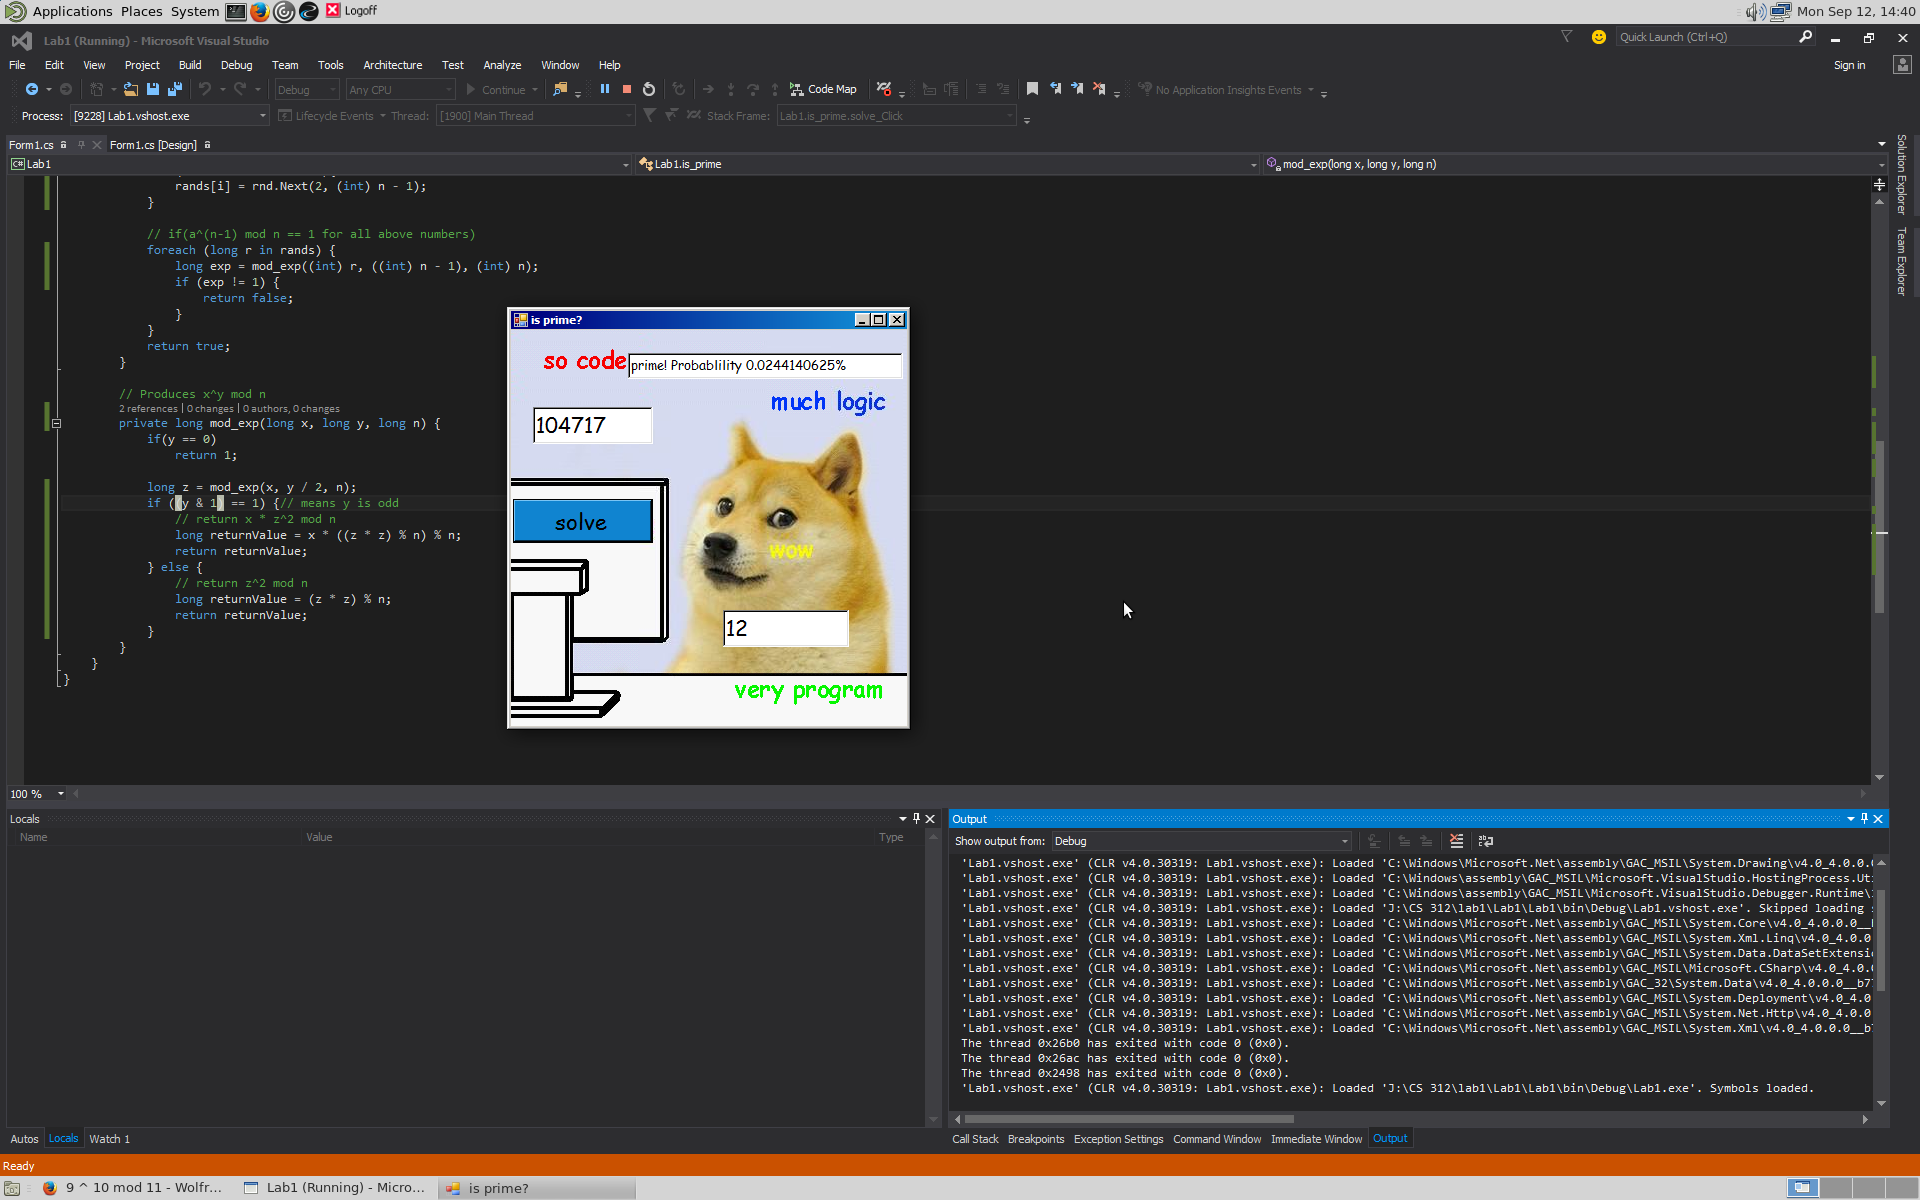 Applications Places System Logoff Mon Sep 12, 14:40
Lab1 (Running) - Microsoft Visual Studio Quick Launch (Ctrl+Q)
File Edit View Project Build Debug Team Tools Architecture Test Analyze Window Help Sign in
Debug Any CPU Continue Code Map No Application Insights Events
Process: [9228] Lab1.vshost.exe Lifecycle Events Thread: [1900] Main Thread Stack Frame: Lab1.is_prime.solve_Click
Form1.cs Form1.cs [Design]
C# Lab1 Lab1.is_prime mod_exp(long x, long y, long n)
Solution Explorer
Team Explorer
rands[i] = rnd.Next(2, (int) n - 1);
}
// if(a^(n-1) mod n == 1 for all above numbers)
foreach (long r in rands) {
long exp = mod_exp((int) r, ((int) n - 1), (int) n);
if (exp != 1) {
return false;
}
}
return true;
}
// Produces x^y mod n
2 references | 0 changes | 0 authors, 0 changes
private long mod_exp(long x, long y, long n) {
if(y == 0)
return 1;
long z = mod_exp(x, y / 2, n);
if ((y & 1) == 1) {// means y is odd
// return x * z^2 mod n
long returnValue = x * ((z * z) % n) % n;
return returnValue;
} else {
// return z^2 mod n
long returnValue = (z * z) % n;
return returnValue;
}
}
}
}
is prime?
so code prime! Probablility 0.0244140625%
much logic
104717
solve
wow
12
very program
100 %
Locals
Name Value Type
Autos Locals Watch 1
Output
Show output from: Debug
'Lab1.vshost.exe' (CLR v4.0.30319: Lab1.vshost.exe): Loaded 'C:\Windows\Microsoft.Net\assembly\GAC_MSIL\System.Drawing\v4.0_4.0.0.0
'Lab1.vshost.exe' (CLR v4.0.30319: Lab1.vshost.exe): Loaded 'C:\Windows\assembly\GAC_MSIL\Microsoft.VisualStudio.HostingProcess.Uti
'Lab1.vshost.exe' (CLR v4.0.30319: Lab1.vshost.exe): Loaded 'C:\Windows\assembly\GAC_MSIL\Microsoft.VisualStudio.Debugger.Runtime\
'Lab1.vshost.exe' (CLR v4.0.30319: Lab1.vshost.exe): Loaded 'J:\CS 312\lab1\Lab1\Lab1\bin\Debug\Lab1.vshost.exe'. Skipped loading
'Lab1.vshost.exe' (CLR v4.0.30319: Lab1.vshost.exe): Loaded 'C:\Windows\Microsoft.Net\assembly\GAC_MSIL\System.Core\v4.0_4.0.0.0__
'Lab1.vshost.exe' (CLR v4.0.30319: Lab1.vshost.exe): Loaded 'C:\Windows\Microsoft.Net\assembly\GAC_MSIL\System.Xml.Linq\v4.0_4.0.0
'Lab1.vshost.exe' (CLR v4.0.30319: Lab1.vshost.exe): Loaded 'C:\Windows\Microsoft.Net\assembly\GAC_MSIL\System.Data.DataSetExtensi
'Lab1.vshost.exe' (CLR v4.0.30319: Lab1.vshost.exe): Loaded 'C:\Windows\Microsoft.Net\assembly\GAC_MSIL\Microsoft.CSharp\v4.0_4.0.
'Lab1.vshost.exe' (CLR v4.0.30319: Lab1.vshost.exe): Loaded 'C:\Windows\Microsoft.Net\assembly\GAC_32\System.Data\v4.0_4.0.0.0__b7
'Lab1.vshost.exe' (CLR v4.0.30319: Lab1.vshost.exe): Loaded 'C:\Windows\Microsoft.Net\assembly\GAC_MSIL\System.Deployment\v4.0_4.0
'Lab1.vshost.exe' (CLR v4.0.30319: Lab1.vshost.exe): Loaded 'C:\Windows\Microsoft.Net\assembly\GAC_MSIL\System.Net.Http\v4.0_4.0.0
'Lab1.vshost.exe' (CLR v4.0.30319: Lab1.vshost.exe): Loaded 'C:\Windows\Microsoft.Net\assembly\GAC_MSIL\System.Xml\v4.0_4.0.0.0__b
The thread 0x26b0 has exited with code 0 (0x0).
The thread 0x26ac has exited with code 0 (0x0).
The thread 0x2498 has exited with code 0 (0x0).
'Lab1.vshost.exe' (CLR v4.0.30319: Lab1.vshost.exe): Loaded 'J:\CS 312\lab1\Lab1\Lab1\bin\Debug\Lab1.exe'. Symbols loaded.
Call Stack Breakpoints Exception Settings Command Window Immediate Window Output
Ready
9 ^ 10 mod 11 - Wolfr... Lab1 (Running) - Micro... is prime?